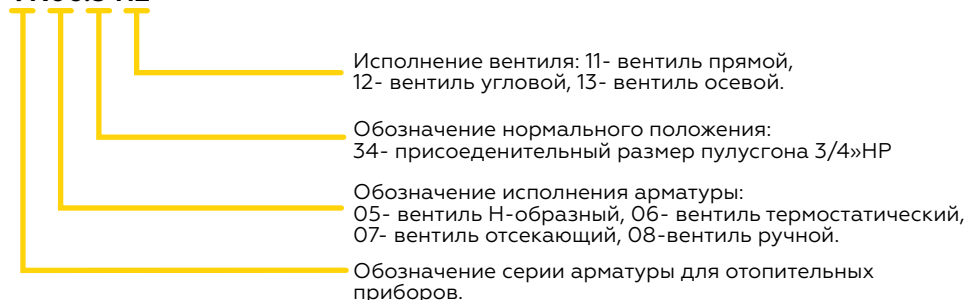 Исполнение вентиля: 11- вентиль прямой,
12- вентиль угловой, 13- вентиль осевой.
Обозначение нормального положения:
34- присоеденительный размер пулусгона 3/4»НР
Обозначение исполнения арматуры:
05- вентиль Н-образный, 06- вентиль термостатический,
07- вентиль отсекающий, 08-вентиль ручной.
Обозначение серии арматуры для отопительных
приборов.